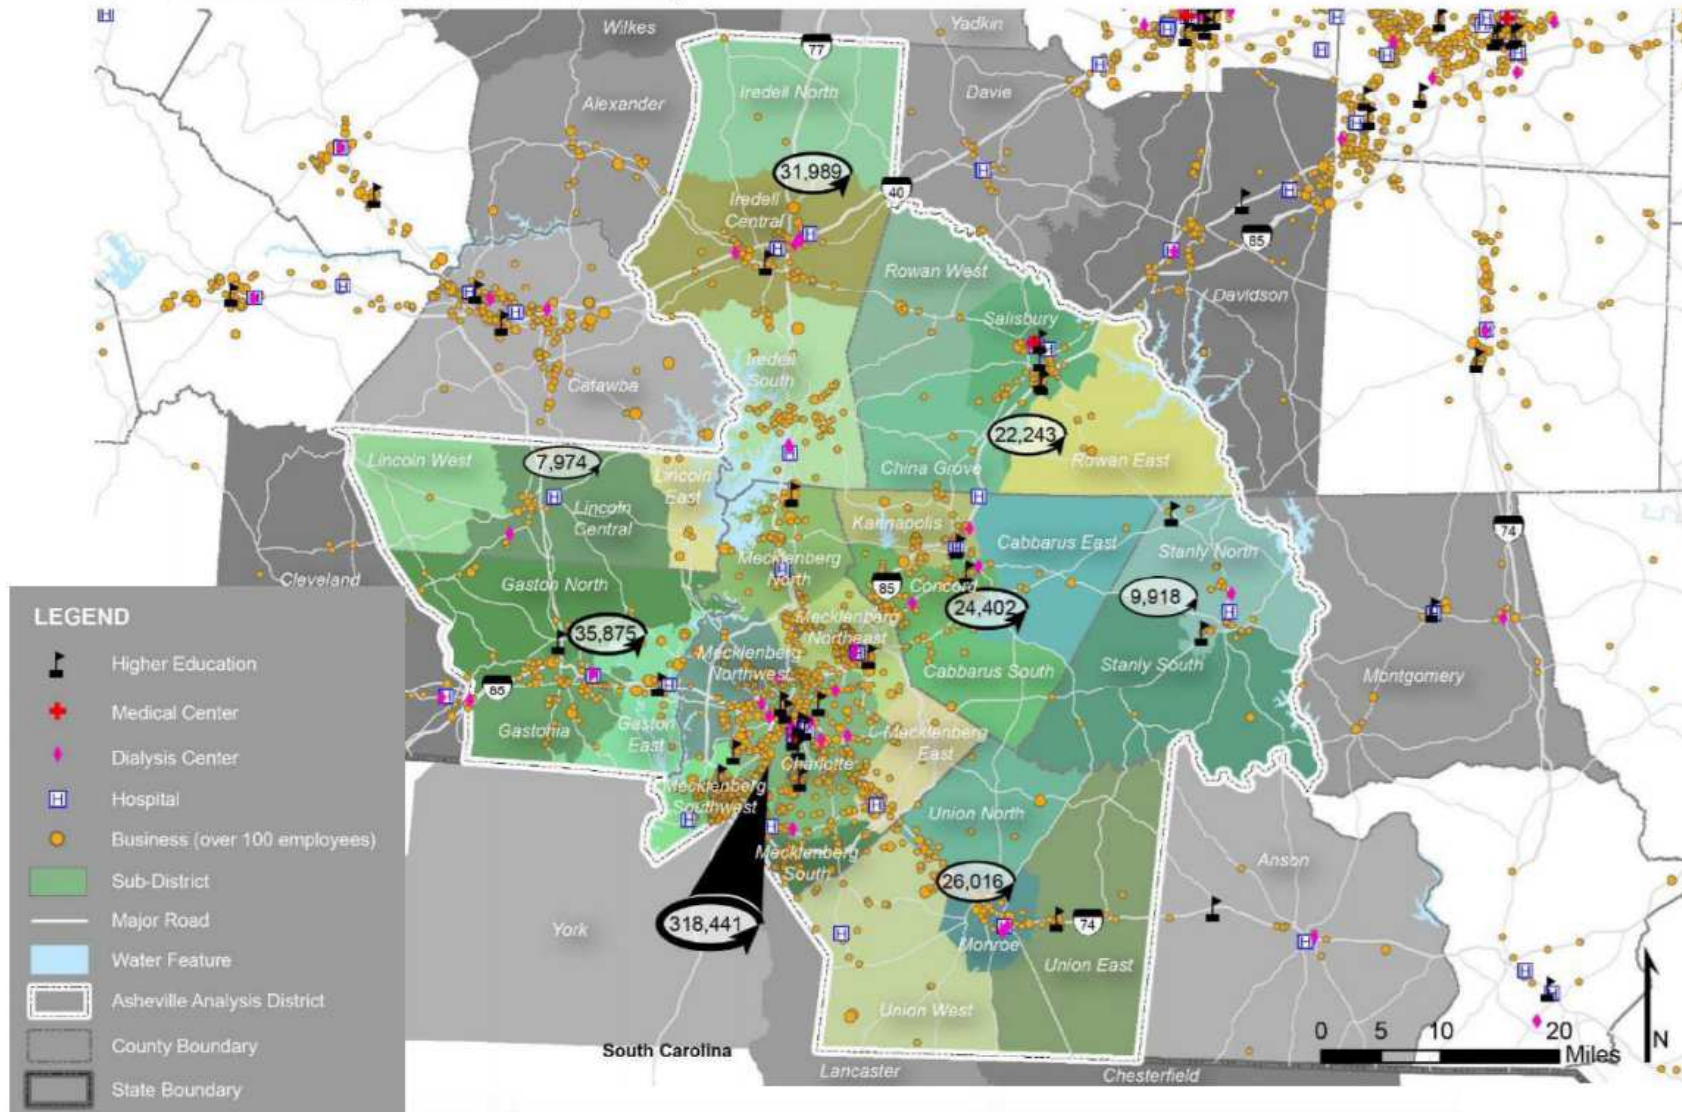 Wilkes
Yadkin
77
Iredell North
Davie
Alexander
31,989
40
Iredell
Central
85
Rowan West
Davidson
Salisbury
Iredell
South
Catawba
22,243
Lincoln West
7,974
China Grove
Rowan East
Lincoln
East
Lincoln
Central
Kannapolis
74
Cabbarus East
Stanly North
Mecklenberg
North
Cleveland
Gaston North
85
Concord
24,402
9,918
35,875
Mecklenberg
Northeast
Mecklenberg
Northwest
Cabbarus South
Stanly South
Montgomery
85
Gastonia
Gaston
East
Mecklenberg
East
Charlotte
Mecklenberg
Southwest
Union North
Mecklenberg
South
Anson
26,016
318,441
York
74
Monroe
Union East
Union West
South Carolina
Lancaster
Chesterfield
0 5 10 20
Miles
N
LEGEND
Higher Education
Medical Center
Dialysis Center
H Hospital
Business (over 100 employees)
Sub-District
Major Road
Water Feature
Asheville Analysis District
County Boundary
State Boundary